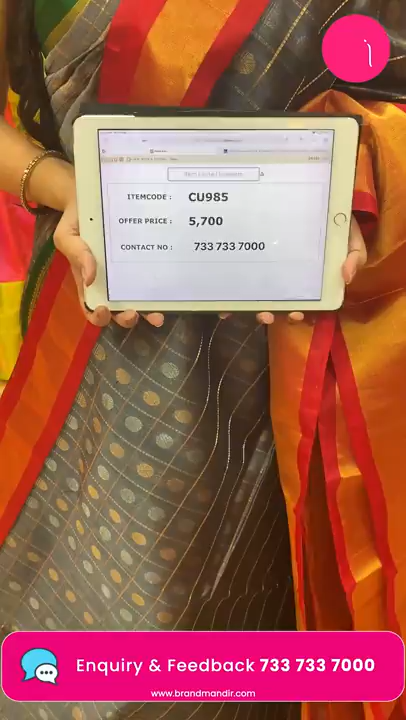 ITEMCODE : CU985
OFFER PRICE : 5,700
CONTACT NO : 733 733 7000
Enquiry & Feedback 733 733 7000
www.brandmandir.com